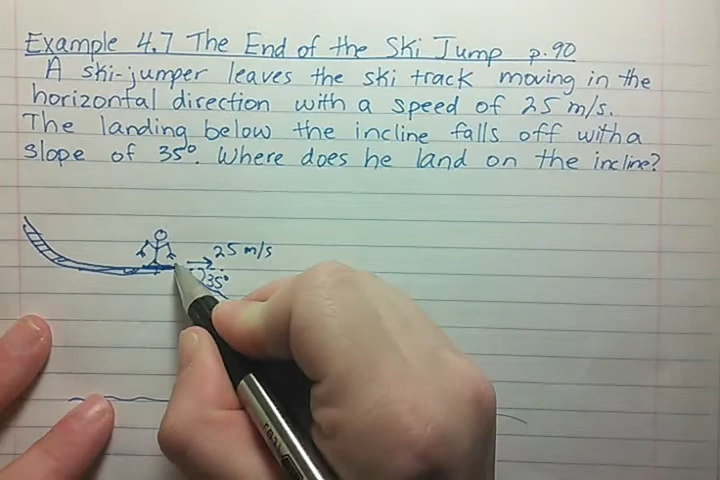 Example 4.7 The End of the Ski Jump p.90
A ski-jumper leaves the ski track moving in the
horizontal direction with a speed of 25 m/s.
The landing below the incline falls off with a
slope of 35°. Where does he land on the incline?
25 m/s
35°